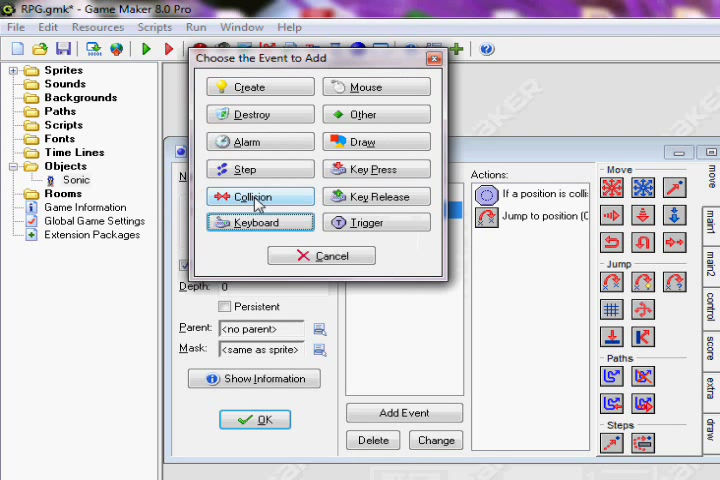 RPG.gmk* - Game Maker 8.0 Pro
File Edit Resources Scripts Run Window Help
Sprites
Sounds
Backgrounds
Paths
Scripts
Fonts
Time Lines
Objects
Sonic
Rooms
Game Information
Global Game Settings
Extension Packages
Choose the Event to Add
Create
Mouse
Destroy
Other
Alarm
Draw
Step
Key Press
Collision
Key Release
Keyboard
Trigger
Cancel
Depth: 0
Persistent
Parent: <no parent>
Mask: <same as sprite>
Show Information
OK
Add Event
Delete
Change
Actions:
If a position is collis
Jump to position (0
Move
Jump
Paths
Steps
move
main1
main2
control
score
extra
draw